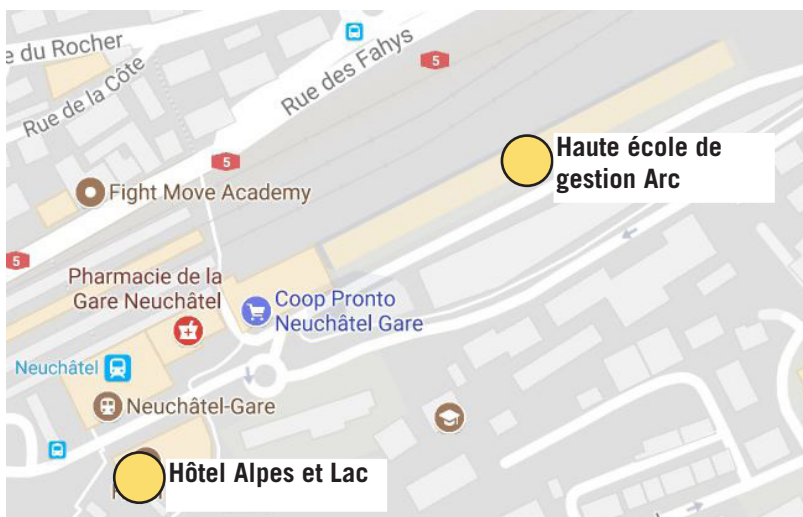 e du Rocher
Rue de la Côte
Rue des Fahys
5
5
Fight Move Academy
5
Haute école de
gestion Arc
Pharmacie de la
Gare Neuchâtel
Coop Pronto
Neuchâtel Gare
Neuchâtel
Neuchâtel-Gare
Hôtel Alpes et Lac